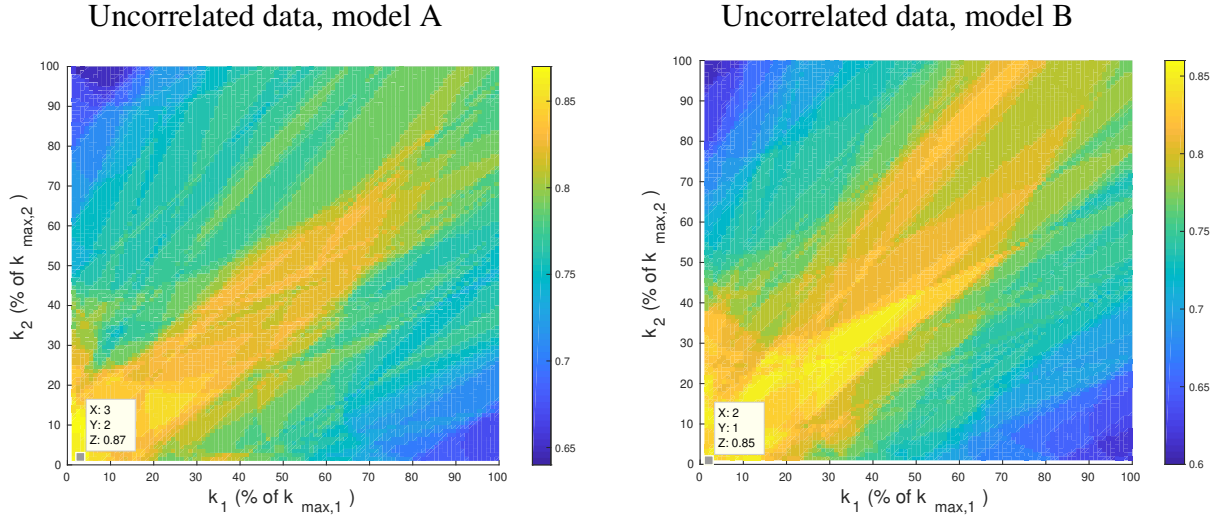 Uncorrelated data, model A
Uncorrelated data, model B
100
90
80
70
60
50
40
30
20
10
0
k2 (% of k max,2 )
0 10 20 30 40 50 60 70 80 90 100
k1 (% of k max,1 )
X: 3
Y: 2
Z: 0.87
0.85
0.8
0.75
0.7
0.65
100
90
80
70
60
50
40
30
20
10
0
k2 (% of k max,2 )
0 10 20 30 40 50 60 70 80 90 100
k1 (% of k max,1 )
X: 2
Y: 1
Z: 0.85
0.85
0.8
0.75
0.7
0.65
0.6